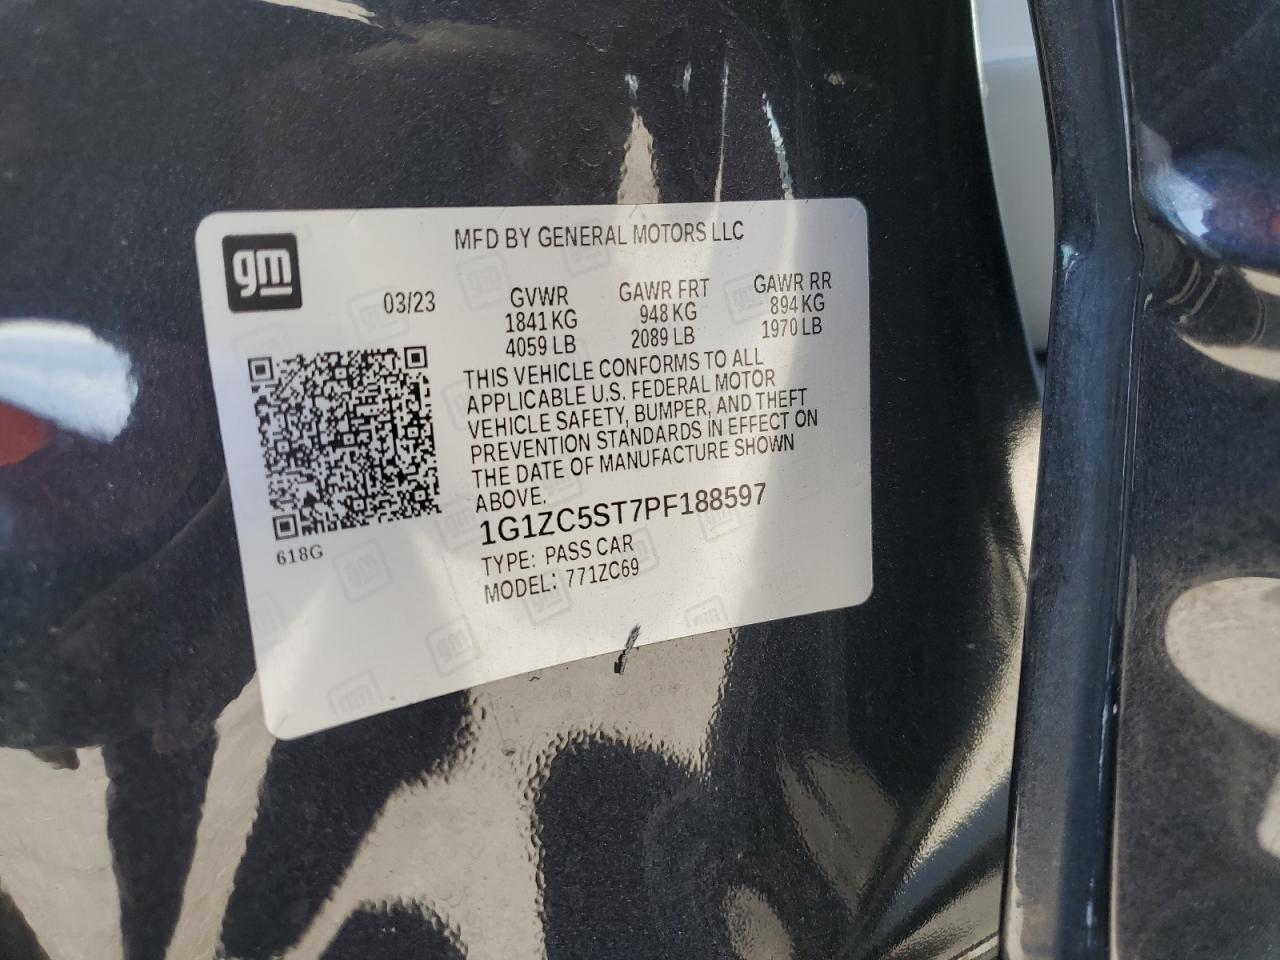 gm
MFD BY GENERAL MOTORS LLC
03/23
GVWR
1841 KG
4059 LB
GAWR FRT
948 KG
2089 LB
GAWR RR
894 KG
1970 LB
THIS VEHICLE CONFORMS TO ALL
APPLICABLE U.S. FEDERAL MOTOR
VEHICLE SAFETY, BUMPER, AND THEFT
PREVENTION STANDARDS IN EFFECT ON
THE DATE OF MANUFACTURE SHOWN
ABOVE.
1G1ZC5ST7PF188597
TYPE: PASS CAR
MODEL: 771ZC69
618G